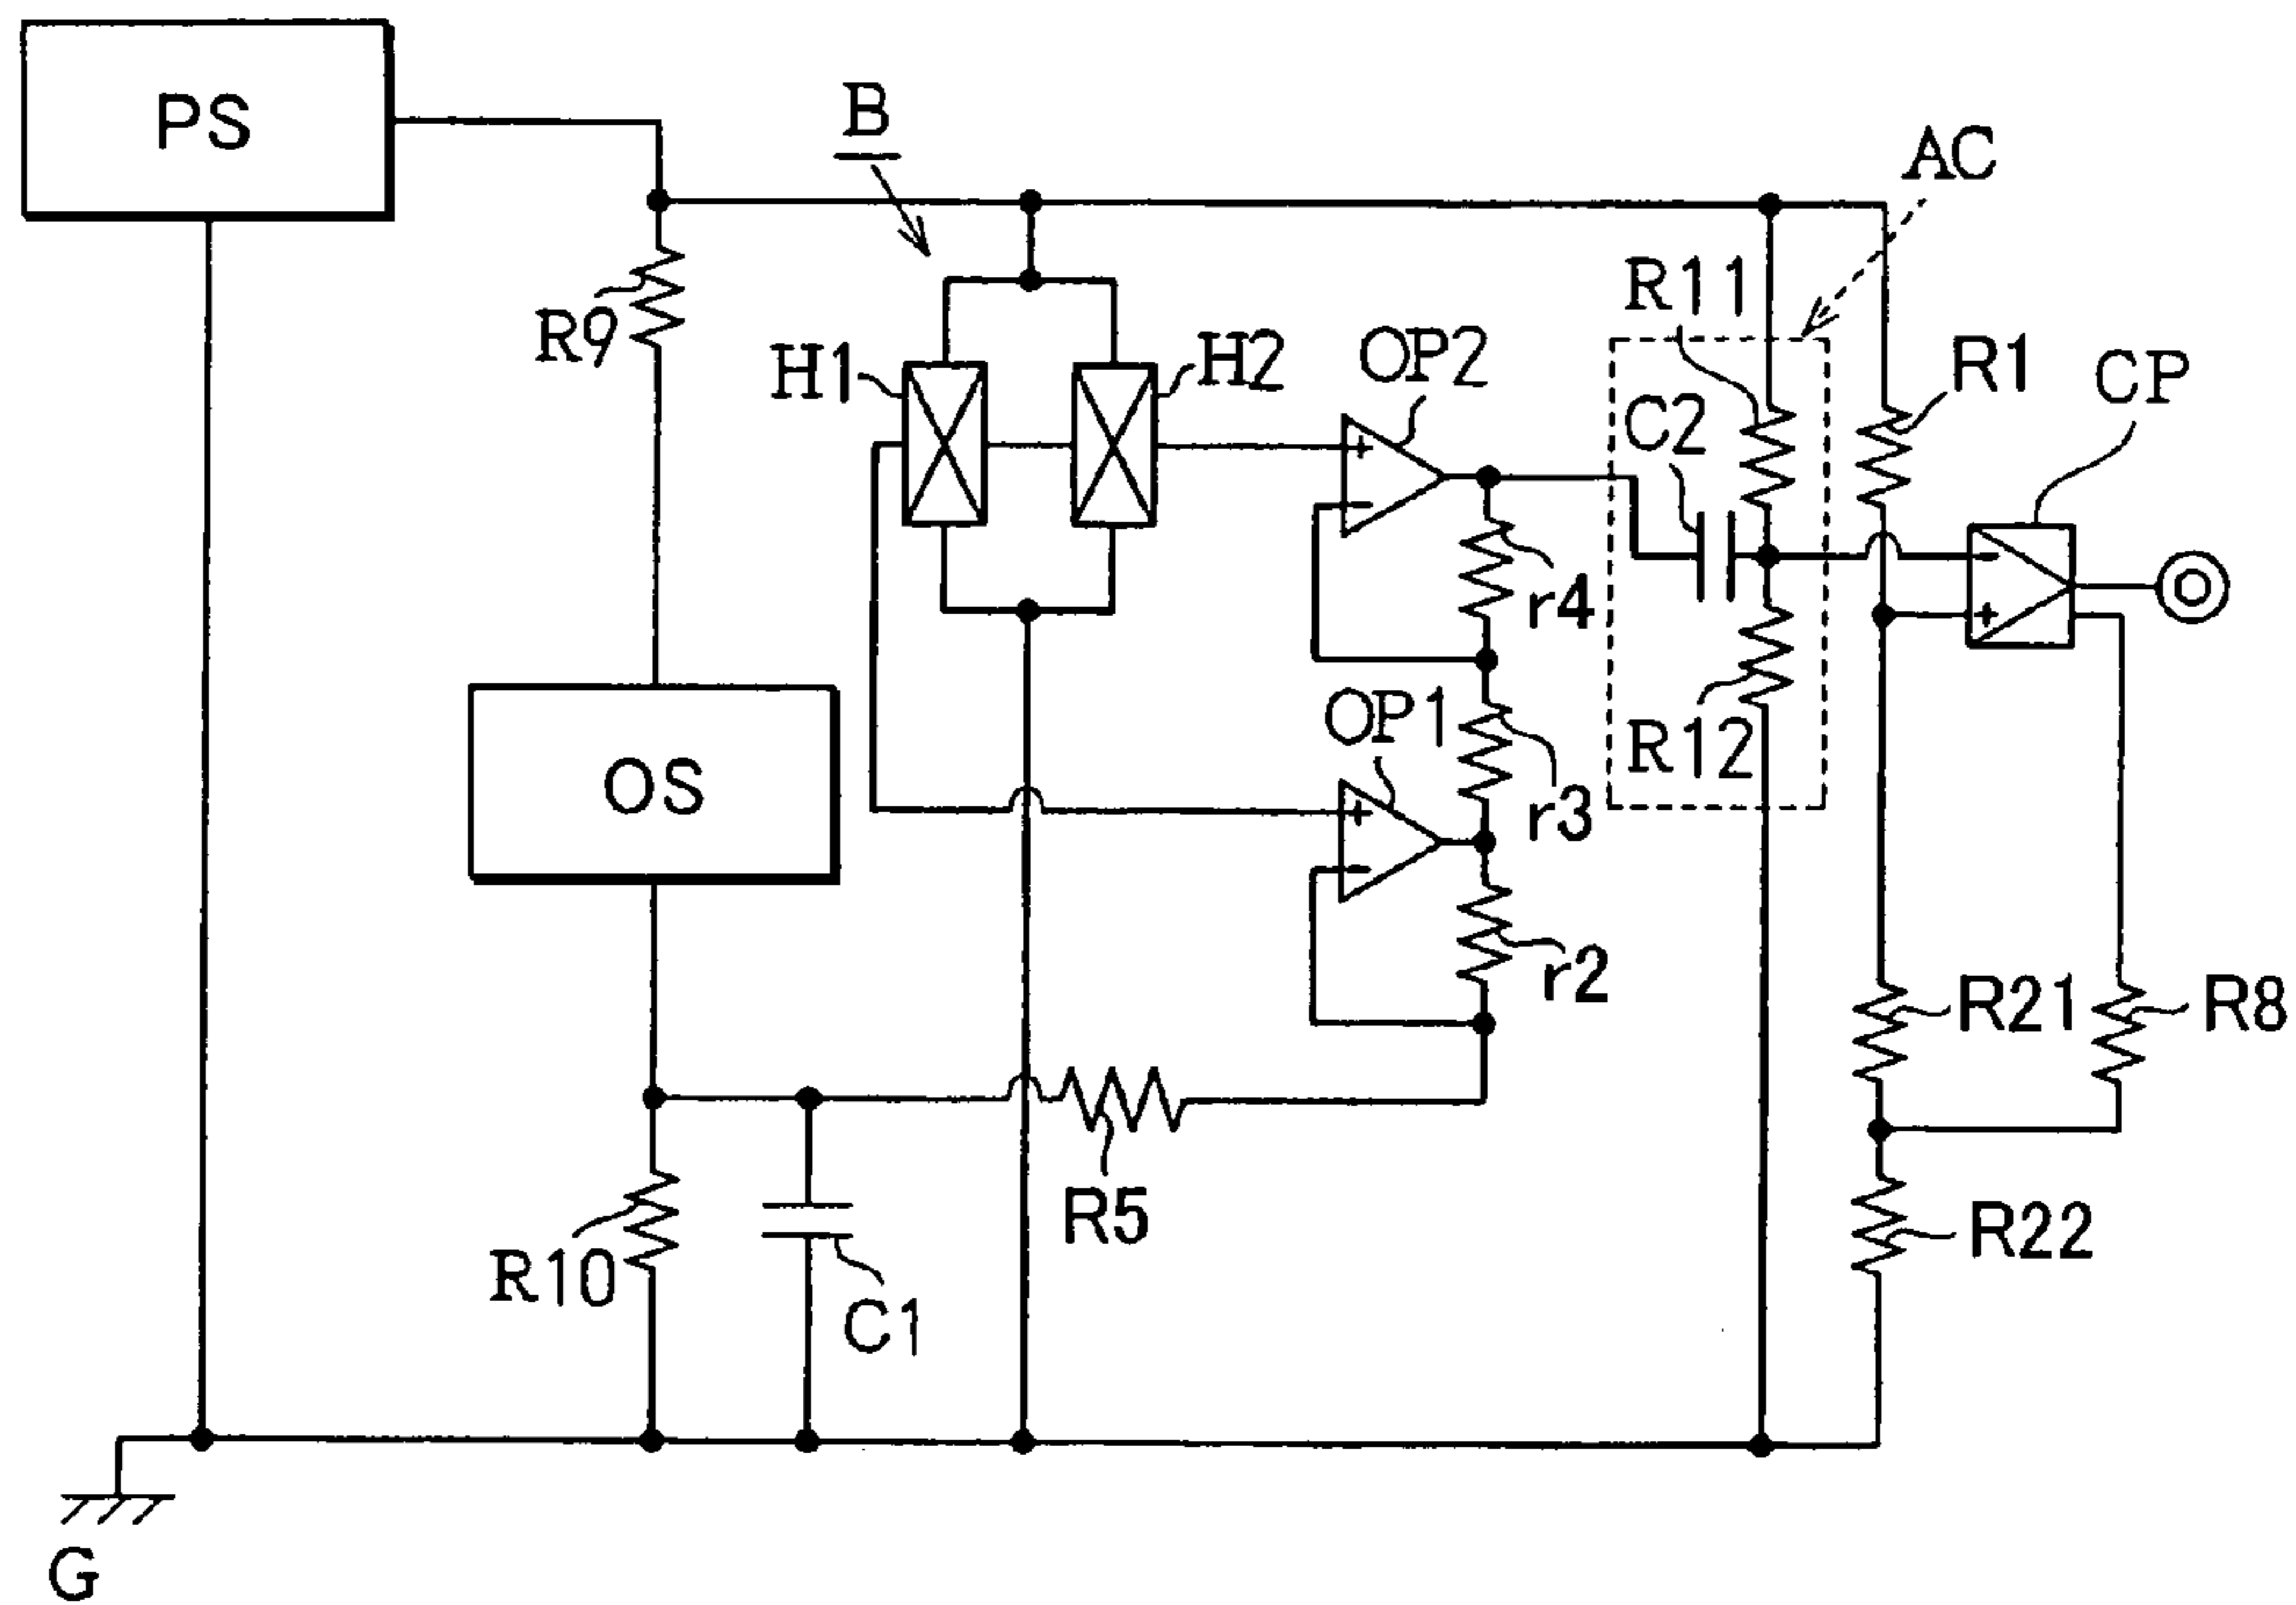 PS
B
AC
R11
R9
H1
H2
OP2
R1
CP
C2
r4
OP1
R12
OS
r3
r2
R21
R8
R5
R22
R10
C1
G